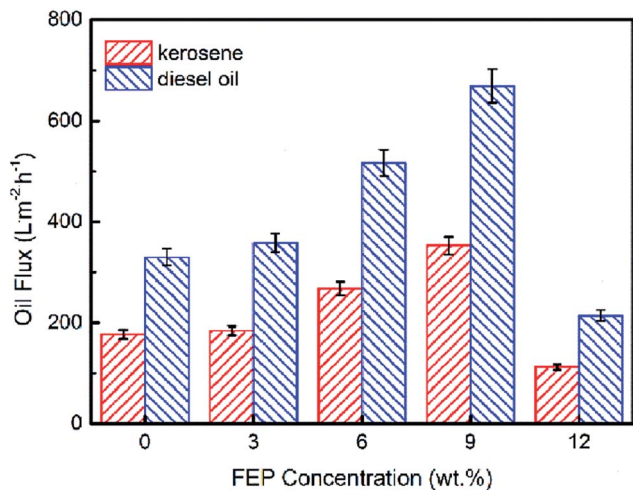 800
600
400
200
0
Oil Flux (L·m⁻²·h⁻¹)
kerosene
diesel oil
0 3 6 9 12
FEP Concentration (wt.%)